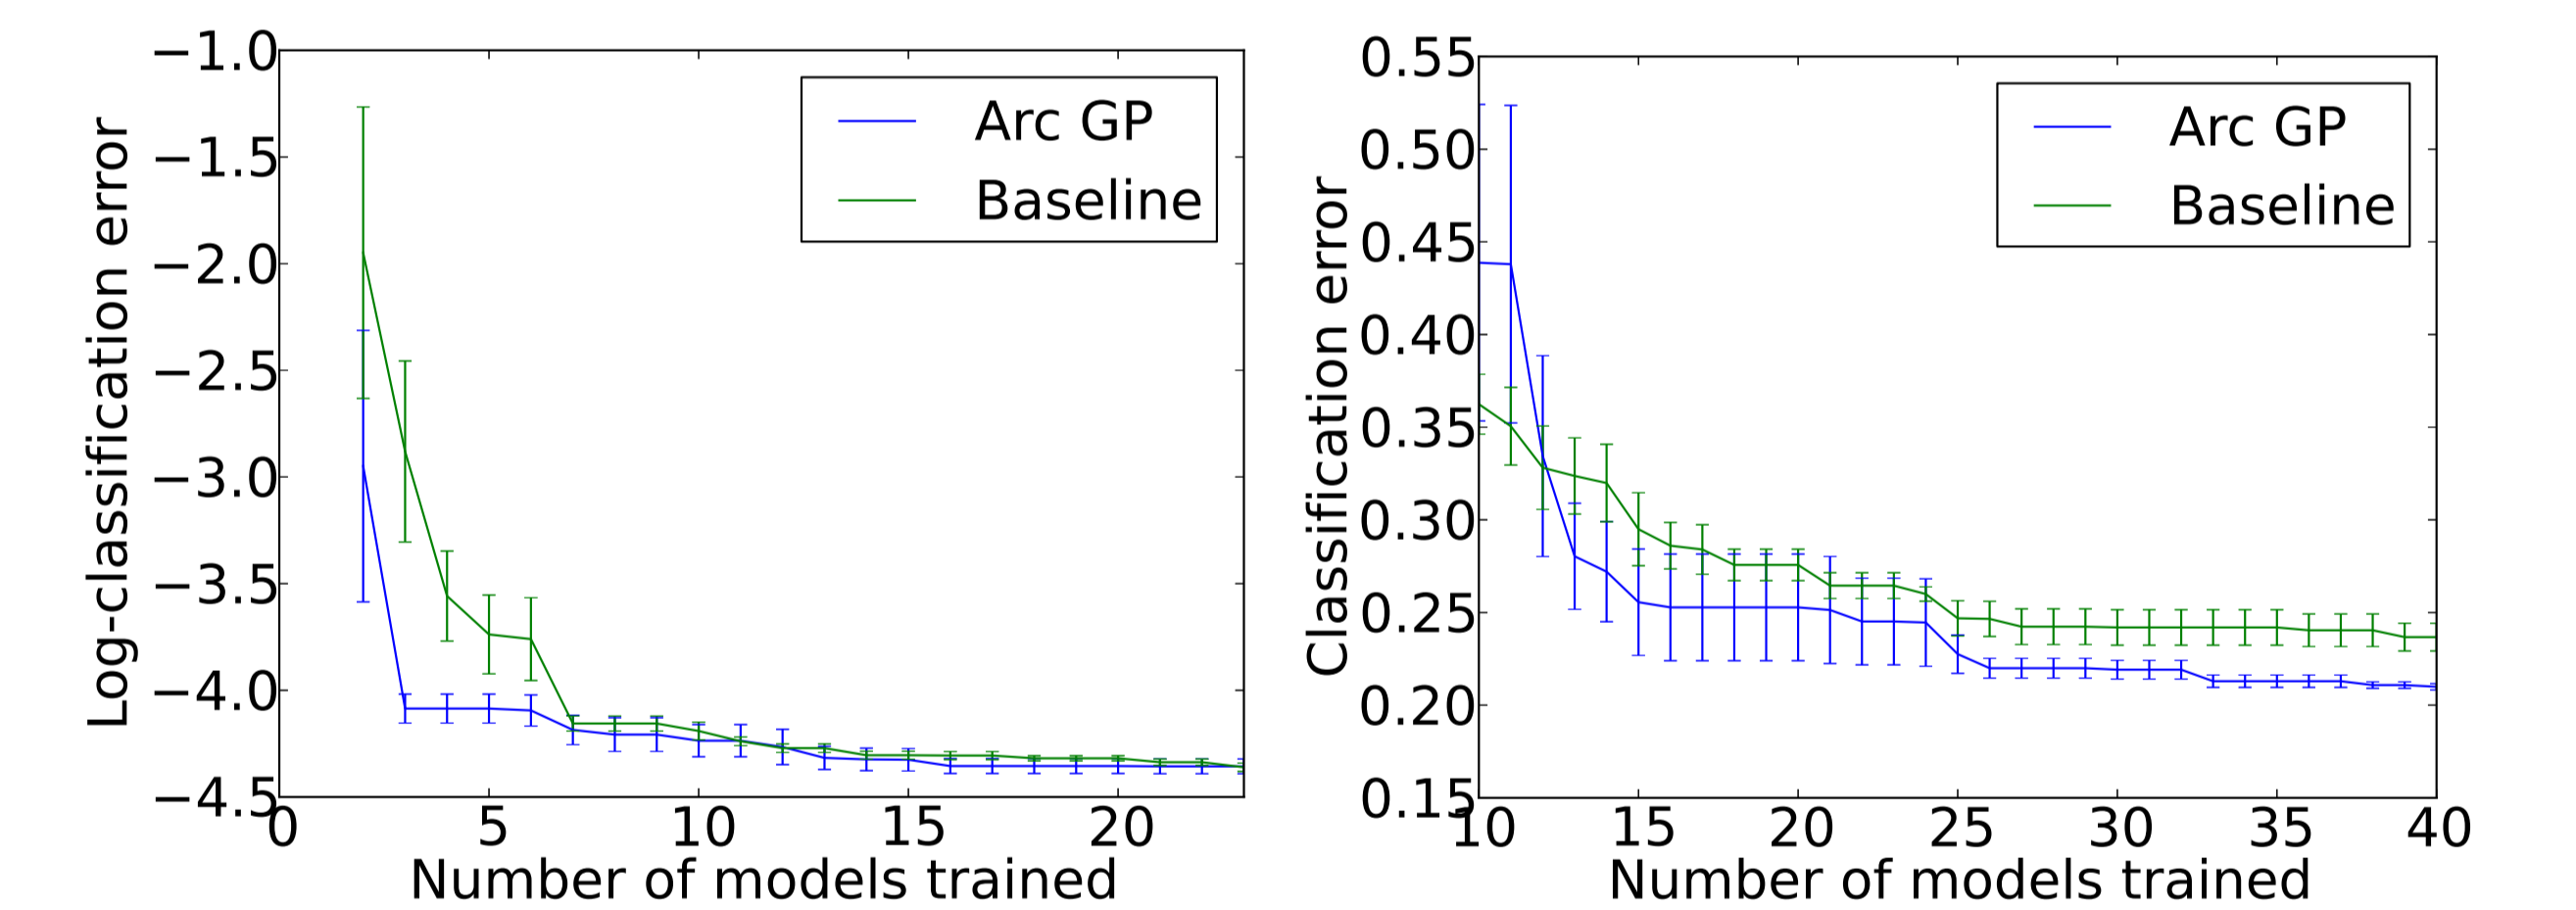 Log-classification error
−1.0
−1.5
−2.0
−2.5
−3.0
−3.5
−4.0
−4.5
0 5 10 15 20
Number of models trained
Arc GP
Baseline
Classification error
0.55
0.50
0.45
0.40
0.35
0.30
0.25
0.20
0.15
10 15 20 25 30 35 40
Number of models trained
Arc GP
Baseline